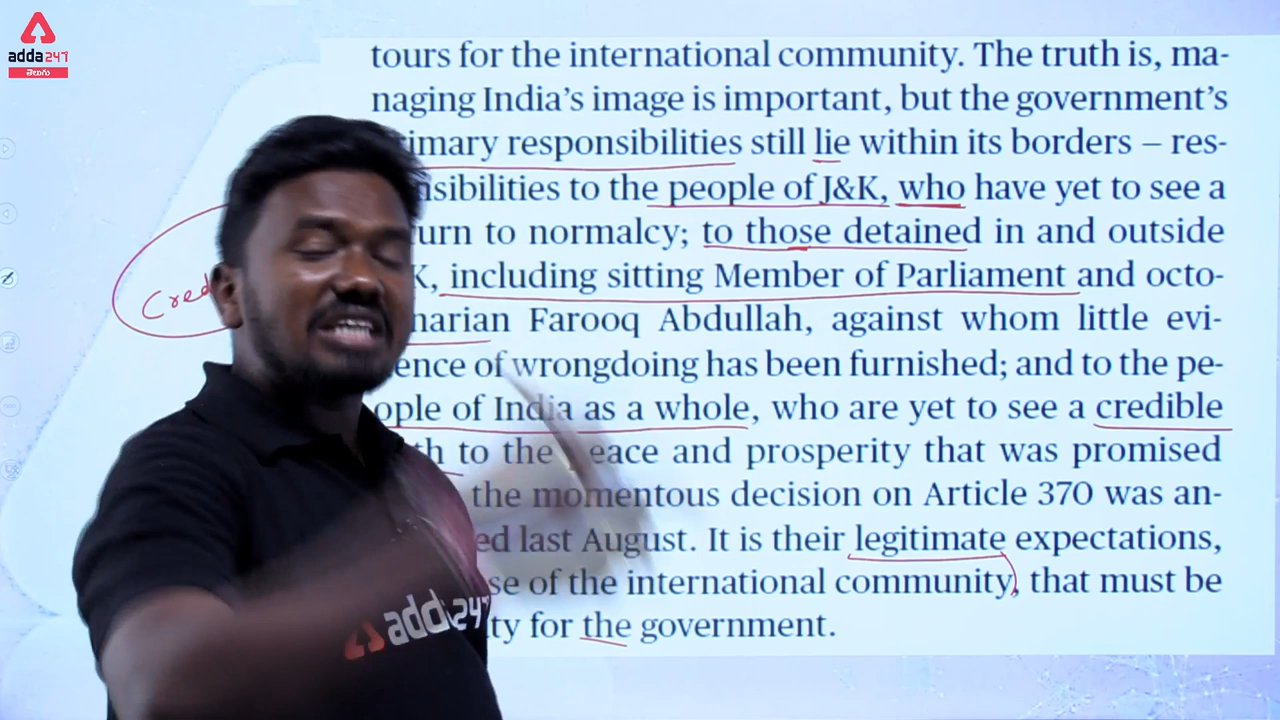 adda247
తెలుగు
tours for the international community. The truth is, ma-
naging India's image is important, but the government's
imary responsibilities still lie within its borders – res-
nsibilities to the people of J&K, who have yet to see a
urn to normalcy; to those detained in and outside
K, including sitting Member of Parliament and octo-
narian Farooq Abdullah, against whom little evi-
ence of wrongdoing has been furnished; and to the pe-
ople of India as a whole, who are yet to see a credible
h to the eace and prosperity that was promised
the momentous decision on Article 370 was an-
ed last August. It is their legitimate expectations,
se of the international community, that must be
ty for the government.
Cred
adda247